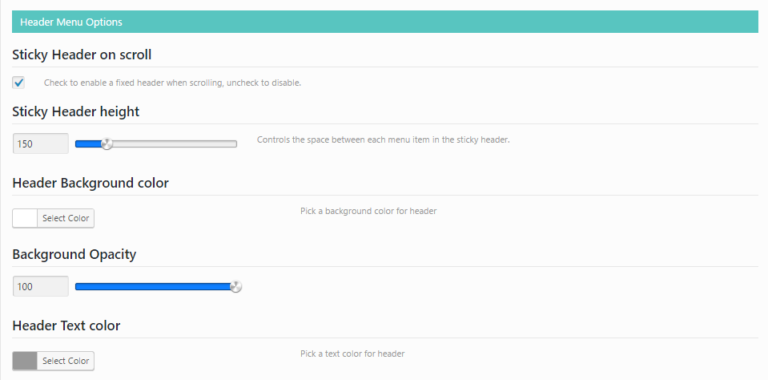 Header Menu Options
Sticky Header on scroll
Check to enable a fixed header when scrolling, uncheck to disable.
Sticky Header height
150
Controls the space between each menu item in the sticky header.
Header Background color
Select Color
Pick a background color for header
Background Opacity
100
Header Text color
Select Color
Pick a text color for header